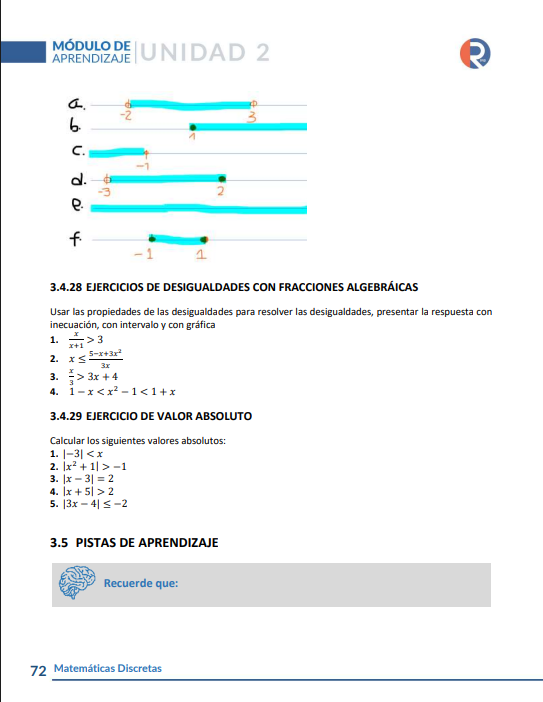 MÓDULO DE
APRENDIZAJE UNIDAD 2
R
a.
-2 3
b.
1
c.
-1
d.
-3 2
e.
f.
-1 1
3.4.28 EJERCICIOS DE DESIGUALDADES CON FRACCIONES ALGEBRÁICAS
Usar las propiedades de las desigualdades para resolver las desigualdades, presentar la respuesta con
inecuación, con intervalo y con gráfica
1. x/(x+1) > 3
2. x ≤ (5−x+3x²)/(3x)
3. x/3 > 3x + 4
4. 1 − x < x² − 1 < 1 + x
3.4.29 EJERCICIO DE VALOR ABSOLUTO
Calcular los siguientes valores absolutos:
1. |−3| < x
2. |x² + 1| > −1
3. |x − 3| = 2
4. |x + 5| > 2
5. |3x − 4| ≤ −2
3.5 PISTAS DE APRENDIZAJE
Recuerde que:
72 Matemáticas Discretas